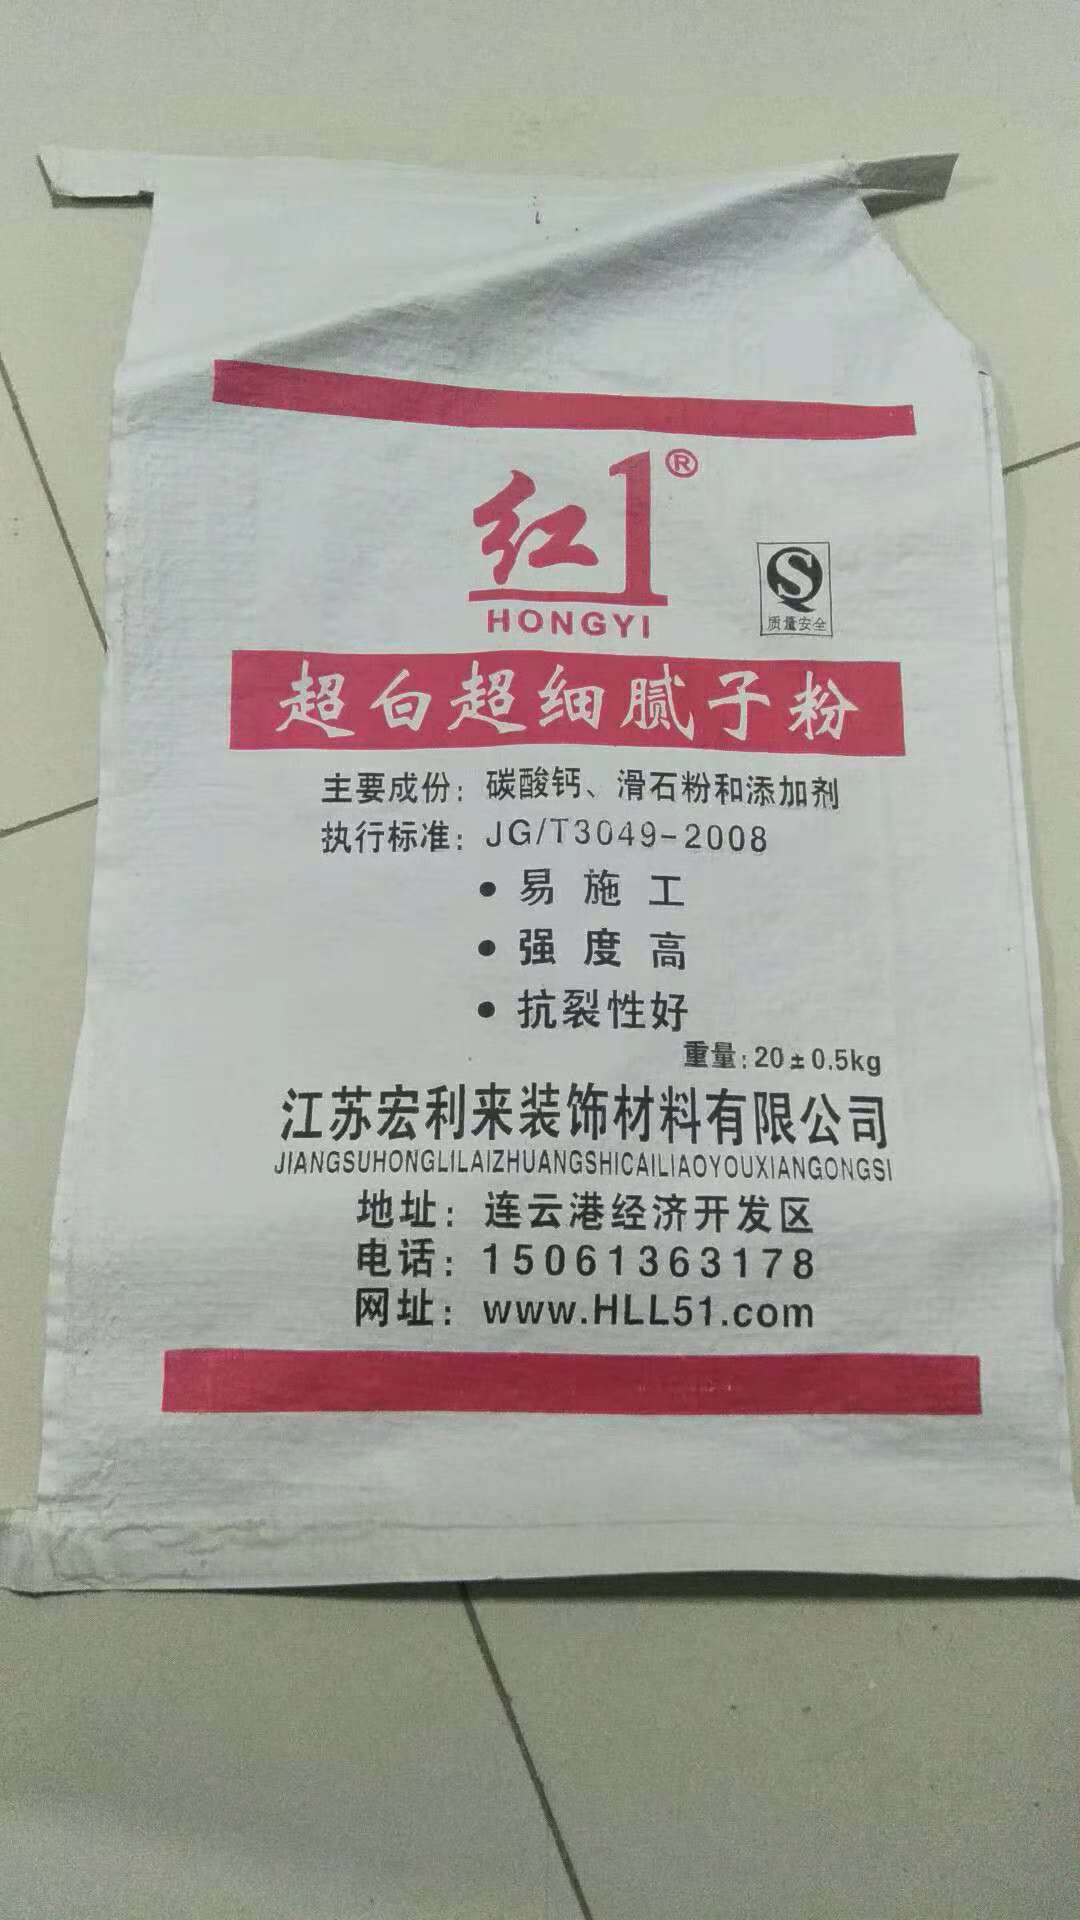 红1®
HONGYI
质量安全
超白超细腻子粉
主要成份：碳酸钙、滑石粉和添加剂
执行标准：JG/T3049-2008
•易施工
•强度高
•抗裂性好
重量：20±0.5kg
江苏宏利来装饰材料有限公司
JIANGSUHONGLILAIZHUANGSHICAILIAOYOUXIANGONGSI
地址：连云港经济开发区
电话：15061363178
网址：www.HLL51.com